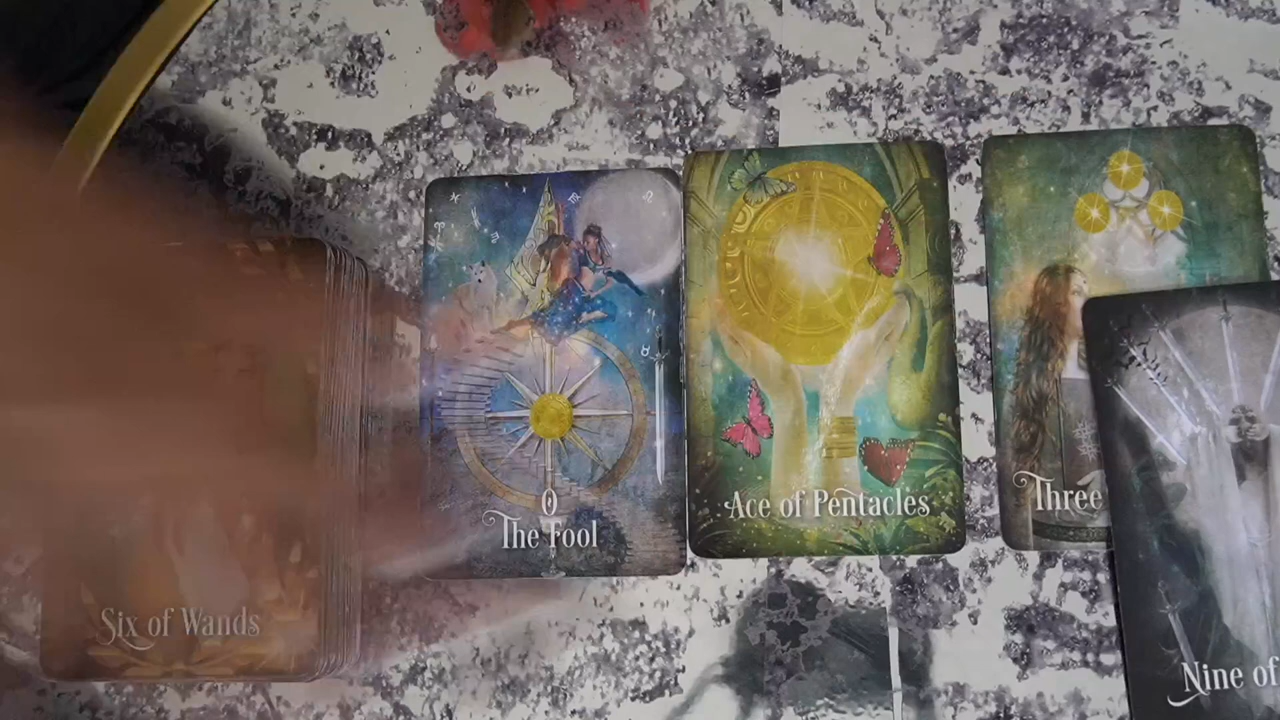 Six of Wands
0
The Fool
Ace of Pentacles
Three
Nine of